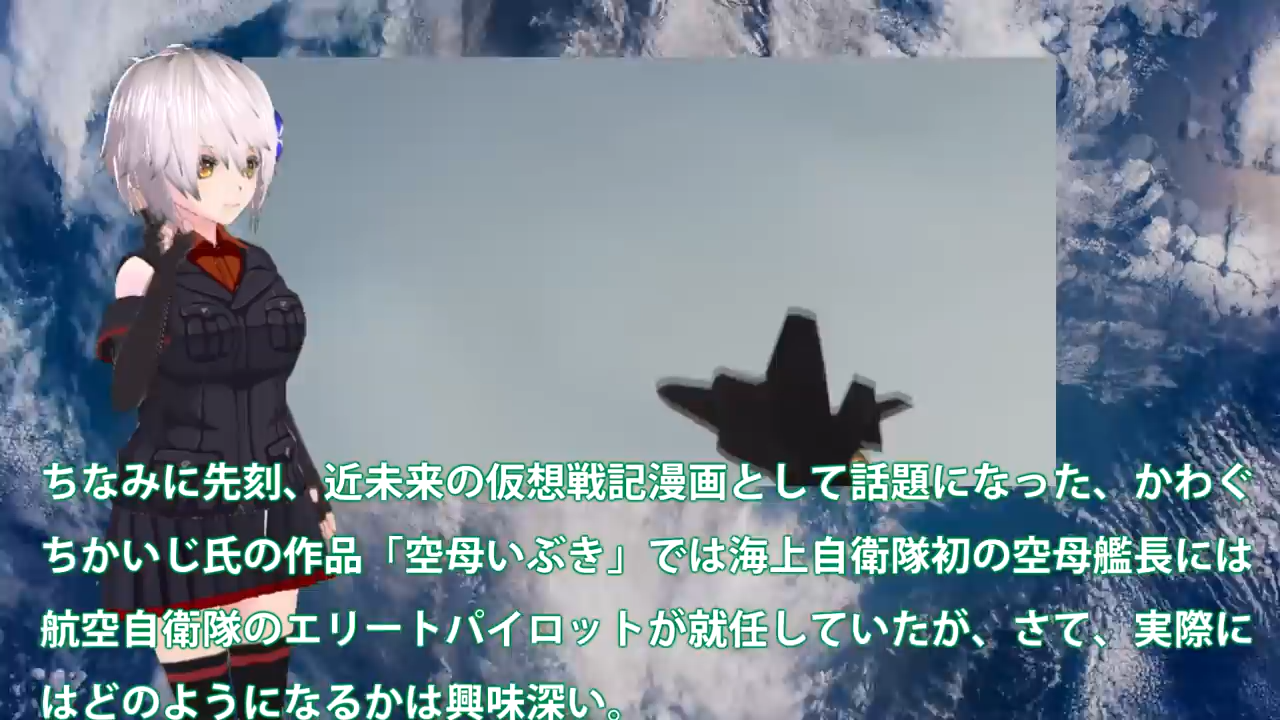 ちなみに先刻、近未来の仮想戦記漫画として話題になった、かわぐ
ちかいじ氏の作品「空母いぶき」では海上自衛隊初の空母艦長には
航空自衛隊のエリートパイロットが就任していたが、さて、実際に
はどのようになるかは興味深い。